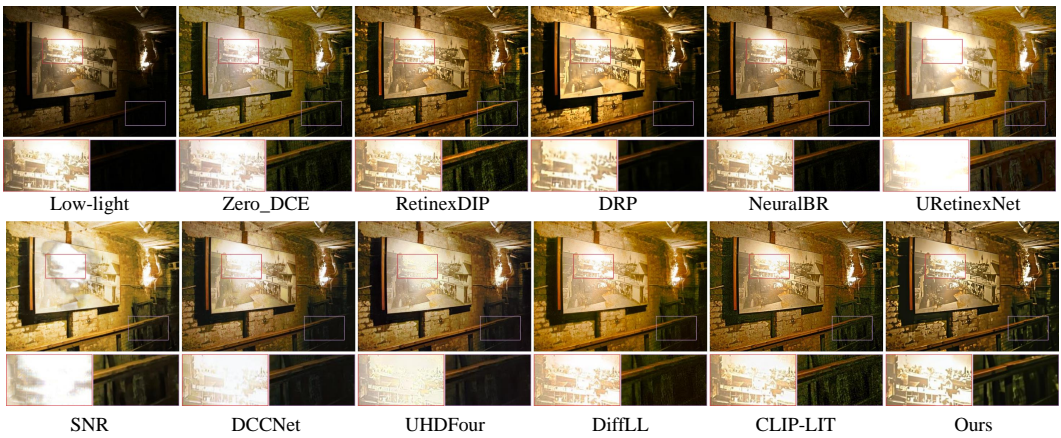 Low-light Zero_DCE RetinexDIP DRP NeuralBR URetinexNet
SNR DCCNet UHDFour DiffLL CLIP-LIT Ours